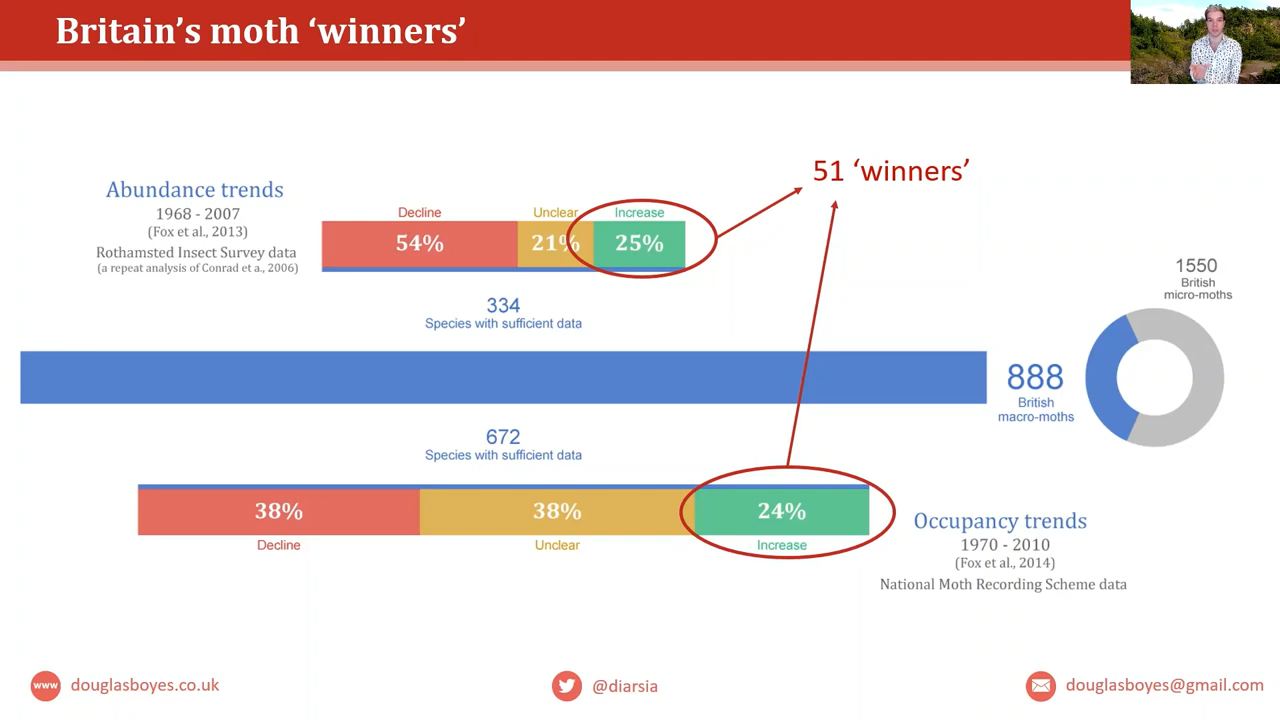 Britain's moth ‘winners’
51 ‘winners’
Abundance trends
1968 - 2007
(Fox et al., 2013)
Rothamsted Insect Survey data
(a repeat analysis of Conrad et a., 2006)
Decline
Unclear
Increase
54%
21%
25%
334
Species with sufficient data
1550
British
micro-moths
888
British
macro-moths
672
Species with sufficient data
38%
38%
24%
Decline
Unclear
Increase
Occupancy trends
1970 - 2010
(Fox et al., 2014)
National Moth Recording Scheme data
www
douglasboyes.co.uk
@diarsia
douglasboyes@gmail.com